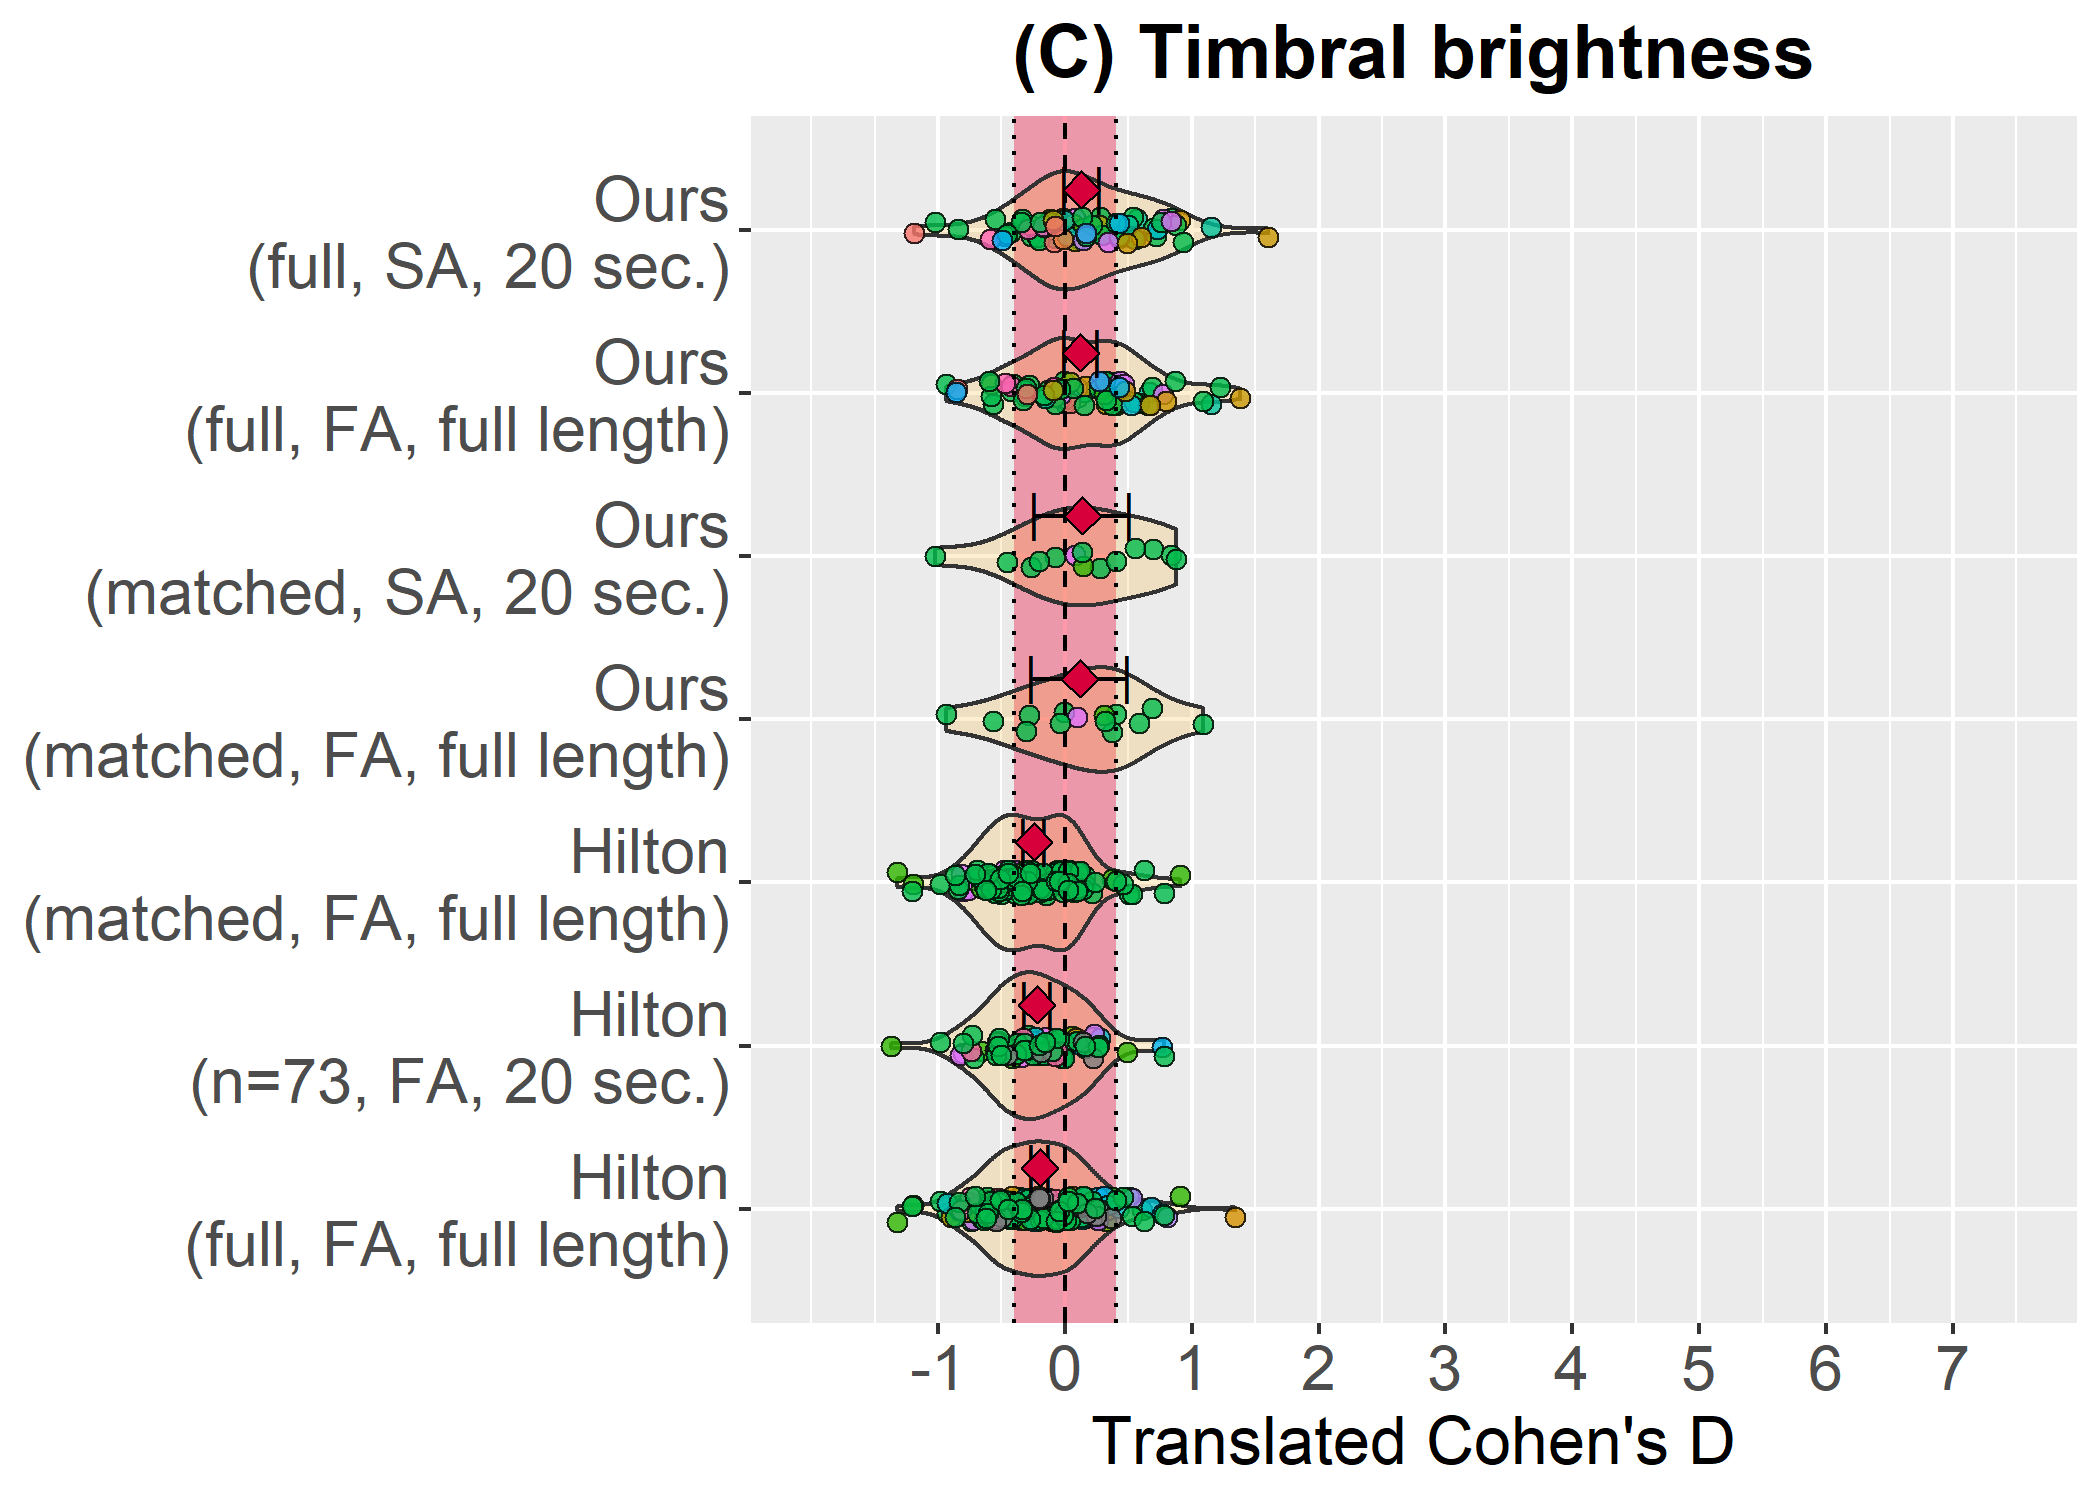 (C) Timbral brightness
Ours
(full, SA, 20 sec.)
Ours
(full, FA, full length)
Ours
(matched, SA, 20 sec.)
Ours
(matched, FA, full length)
Hilton
(matched, FA, full length)
Hilton
(n=73, FA, 20 sec.)
Hilton
(full, FA, full length)
-1 0 1 2 3 4 5 6 7
Translated Cohen's D